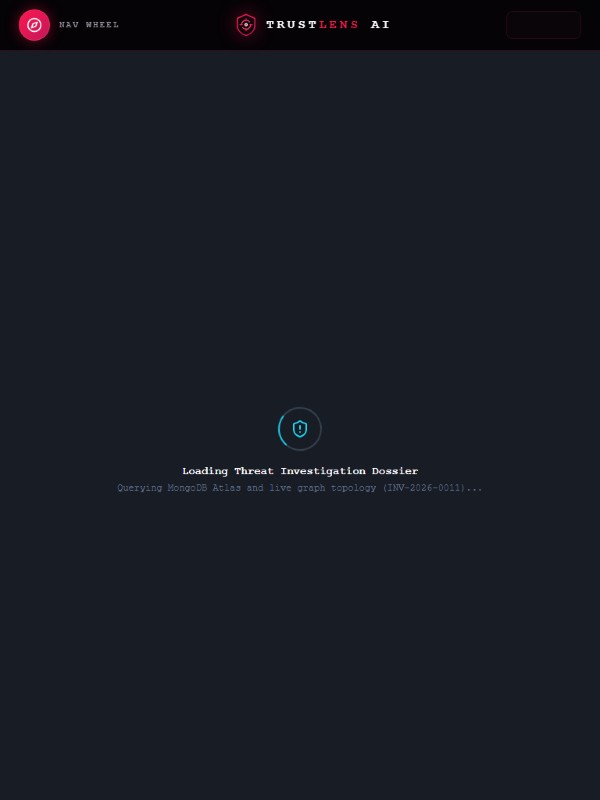 NAV WHEEL
TRUSTLENS AI
Loading Threat Investigation Dossier
Querying MongoDB Atlas and live graph topology (INV-2026-0011)...